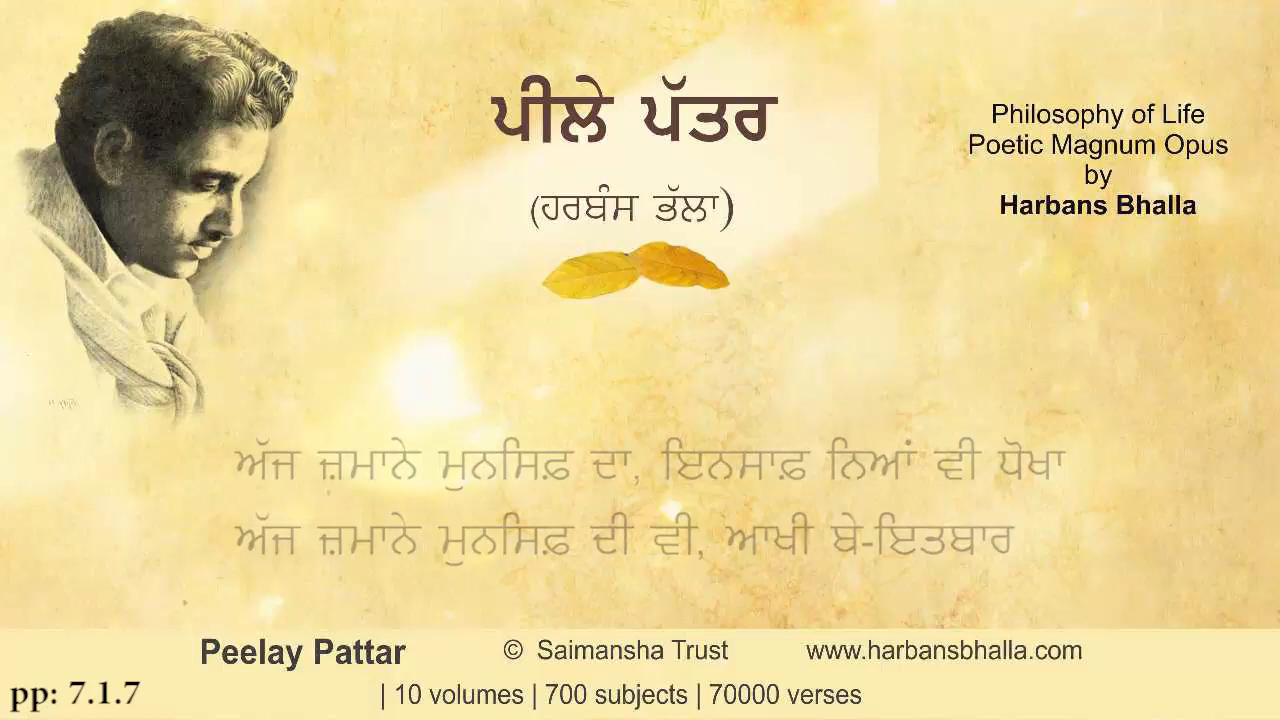 ਪੀਲੇ ਪੱਤਰ
(ਹਰਬੰਸ ਭੱਲਾ)
Philosophy of Life
Poetic Magnum Opus
by
Harbans Bhalla
ਅੱਜ ਜ਼ਮਾਨੇ ਮੁਨਸਿਫ਼ ਦਾ, ਇਨਸਾਫ਼ ਨਿਆਂ ਵੀ ਧੋਖਾ
ਅੱਜ ਜ਼ਮਾਨੇ ਮੁਨਸਿਫ਼ ਦੀ ਵੀ, ਆਖੀ ਬੇ-ਇਤਬਾਰ
Peelay Pattar © Saimansha Trust www.harbansbhalla.com
pp: 7.1.7 | 10 volumes | 700 subjects | 70000 verses